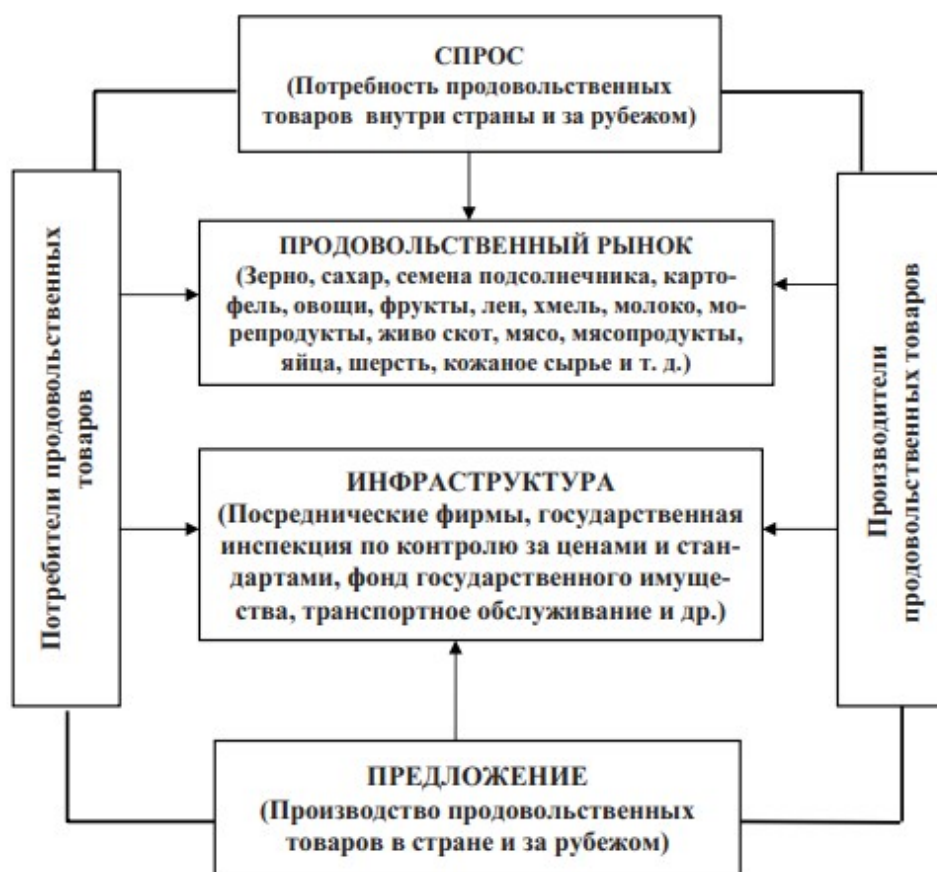 СПРОС
(Потребность продовольственных
товаров внутри страны и за рубежом)
Потребители продовольственных
товаров
ПРОДОВОЛЬСТВЕННЫЙ РЫНОК
(Зерно, сахар, семена подсолнечника, карто-
фель, овощи, фрукты, лен, хмель, молоко, мо-
репродукты, живо скот, мясо, мясопродукты,
яйца, шерсть, кожаное сырье и т. д.)
ИНФРАСТРУКТУРА
(Посреднические фирмы, государственная
инспекция по контролю за ценами и стан-
дартами, фонд государственного имуще-
ства, транспортное обслуживание и др.)
Производители
продовольственных товаров
ПРЕДЛОЖЕНИЕ
(Производство продовольственных
товаров в стране и за рубежом)